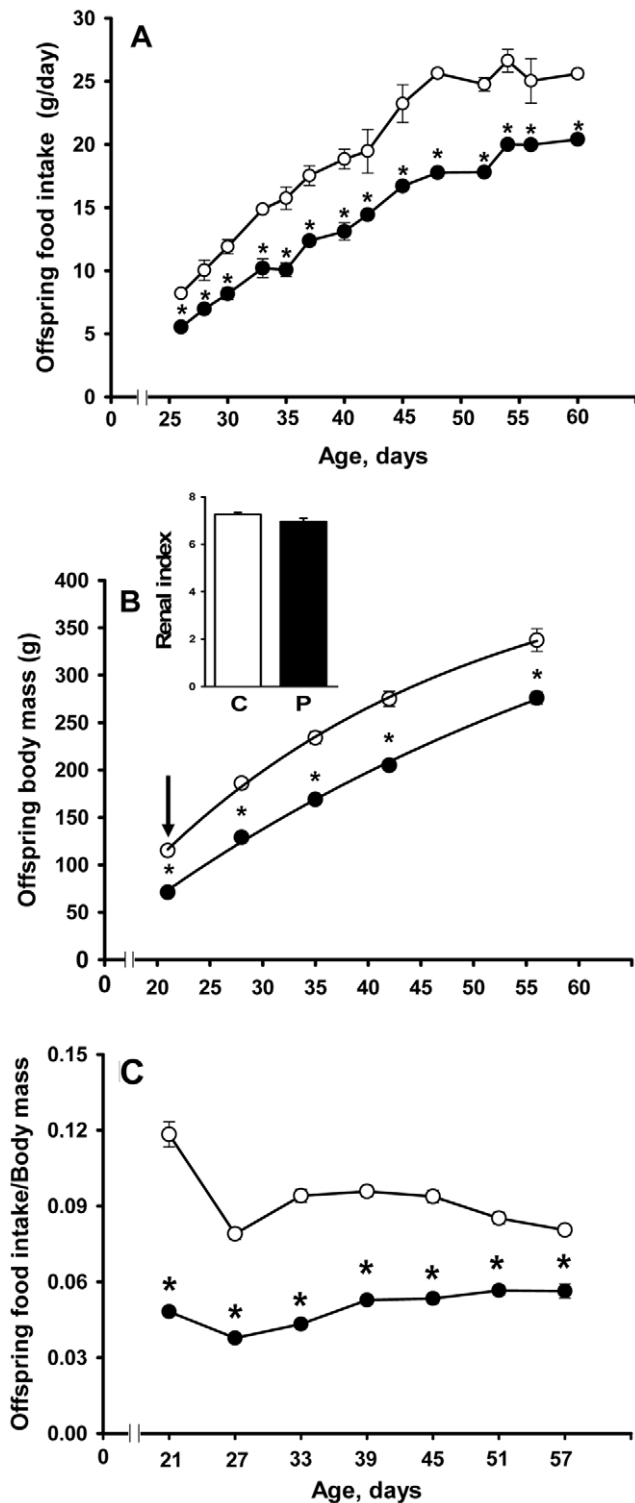 A
Offspring food intake (g/day)
30
25
20
15
10
5
0
* * * * * * * * * * * * * *
0 25 30 35 40 45 50 55 60
Age, days
B
Offspring body mass (g)
400
350
300
250
200
150
100
50
0
Renal index
8
6
4
2
0
C P
* * * * *
0 20 25 30 35 40 45 50 55 60
C
Offspring food intake/Body mass
0.15
0.12
0.09
0.06
0.03
0.00
* * * * * * *
0 21 27 33 39 45 51 57
Age, days